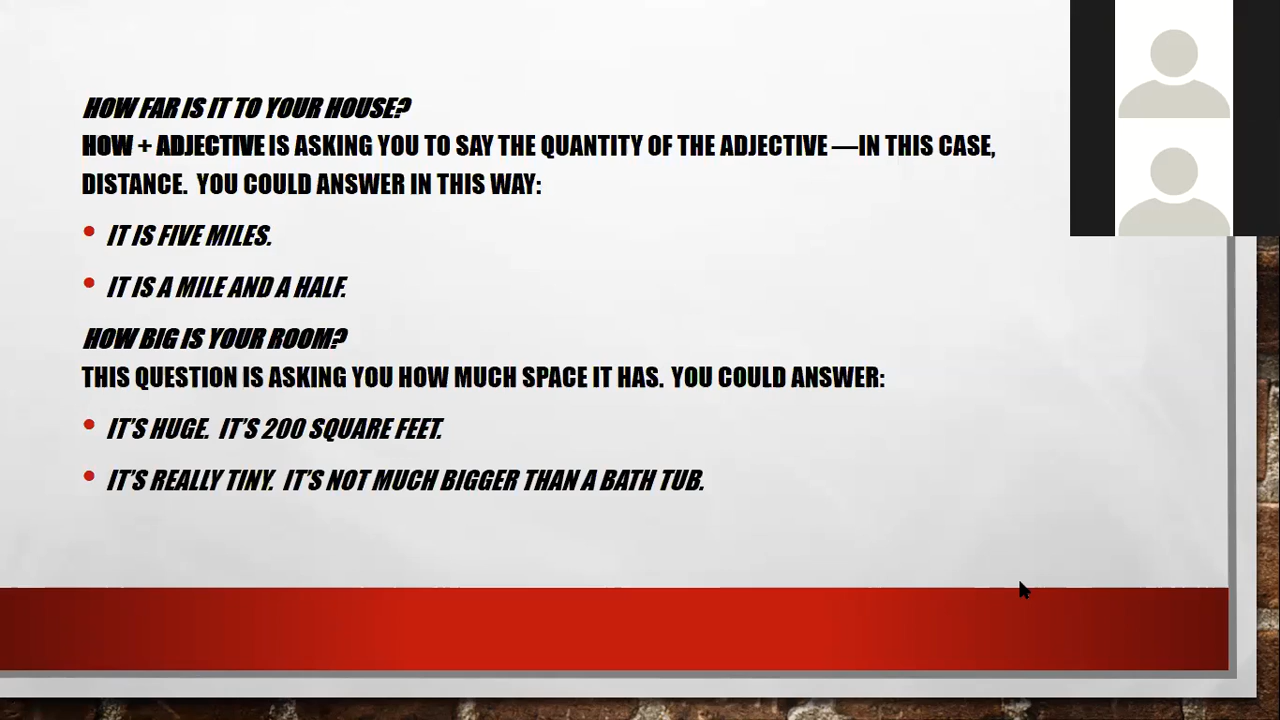 HOW FAR IS IT TO YOUR HOUSE?
HOW + ADJECTIVE IS ASKING YOU TO SAY THE QUANTITY OF THE ADJECTIVE —IN THIS CASE,
DISTANCE.  YOU COULD ANSWER IN THIS WAY:
• IT IS FIVE MILES.
• IT IS A MILE AND A HALF.
HOW BIG IS YOUR ROOM?
THIS QUESTION IS ASKING YOU HOW MUCH SPACE IT HAS.  YOU COULD ANSWER:
• IT'S HUGE.  IT'S 200 SQUARE FEET.
• IT'S REALLY TINY.  IT'S NOT MUCH BIGGER THAN A BATH TUB.